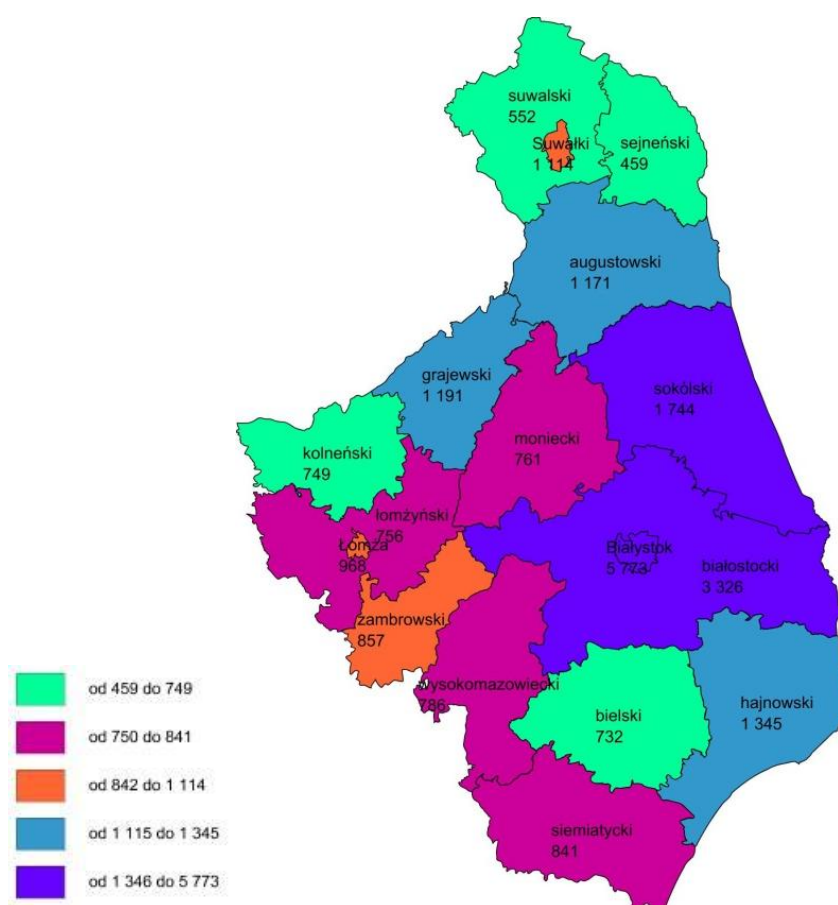 suwalski
552
Suwałki
1 114
sejneński
459
augustowski
1 171
grajewski
1 191
sokólski
1 744
moniecki
761
kolneński
749
łomżyński
756
Łomża
968
Białystok
5 773
białostocki
3 326
zambrowski
857
wysokomazowiecki
786
bielski
732
hajnowski
1 345
siemiatycki
841
od 459 do 749
od 750 do 841
od 842 do 1 114
od 1 115 do 1 345
od 1 346 do 5 773